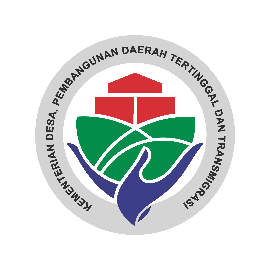 KEMENTERIAN DESA, PEMBANGUNAN DAERAH TERTINGGAL DAN TRANSMIGRASI